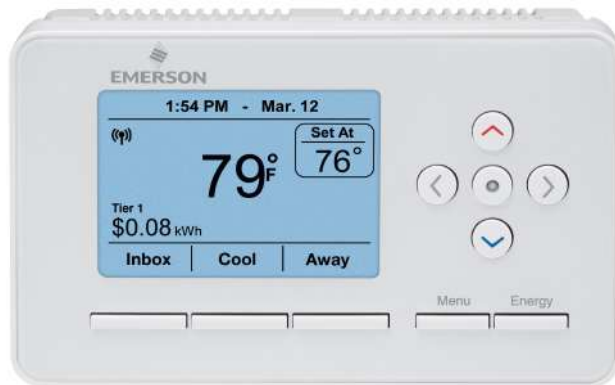 EMERSON
1:54 PM - Mar. 12
Set At
76°
79°F
Tier 1
$0.08 kWh
Inbox Cool Away
Menu Energy